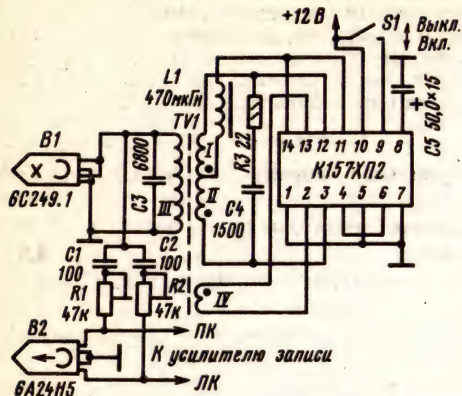 +12 В
S1
Выкл.
Вкл.
L1
470мкГн
TV1
R3 22
C5 50,0×15
B1
6800
C3
I
II
III
14 13 12 11 10 9 8
К157ХП2
1 2 3 4 5 6 7
6С249.1
C4
1500
C1
100
C2
100
R1
47к
R2
47к
IV
B2
ПК
К усилителю записи
ЛК
6А24Н5